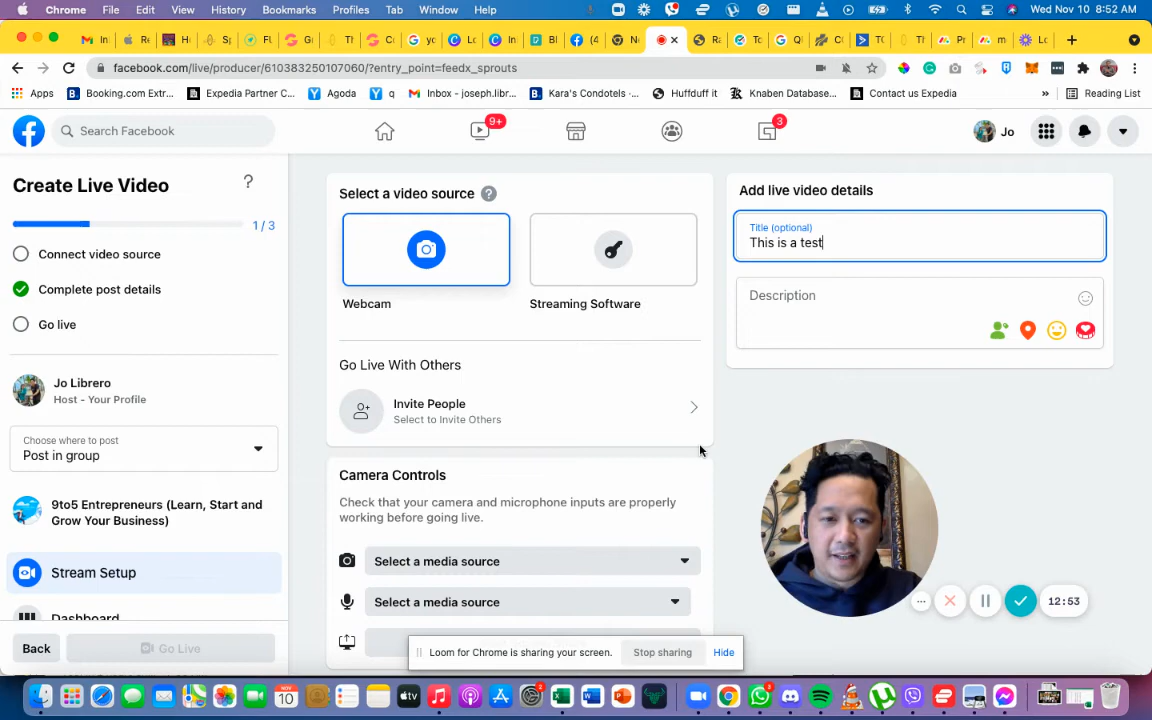 Chrome File Edit View History Bookmarks Profiles Tab Window Help Wed Nov 10 8:52 AM
facebook.com/live/producer/610383250107060/?entry_point=feedx_sprouts
Apps Booking.com Extr... Expedia Partner C... Agoda q Inbox - joseph.libr... Kara's Condotels -... Huffduff it Knaben Database... Contact us Expedia » Reading List
Search Facebook 9+ 3 Jo
Create Live Video ?
1 / 3
Connect video source
Complete post details
Go live
Jo Librero
Host - Your Profile
Choose where to post
Post in group
9to5 Entrepreneurs (Learn, Start and
Grow Your Business)
Stream Setup
Dashboard
Back Go Live
Select a video source ?
Webcam Streaming Software
Go Live With Others
Invite People
Select to Invite Others
Camera Controls
Check that your camera and microphone inputs are properly
working before going live.
Select a media source
Select a media source
Add live video details
Title (optional)
This is a test
Description
12:53
Loom for Chrome is sharing your screen. Stop sharing Hide